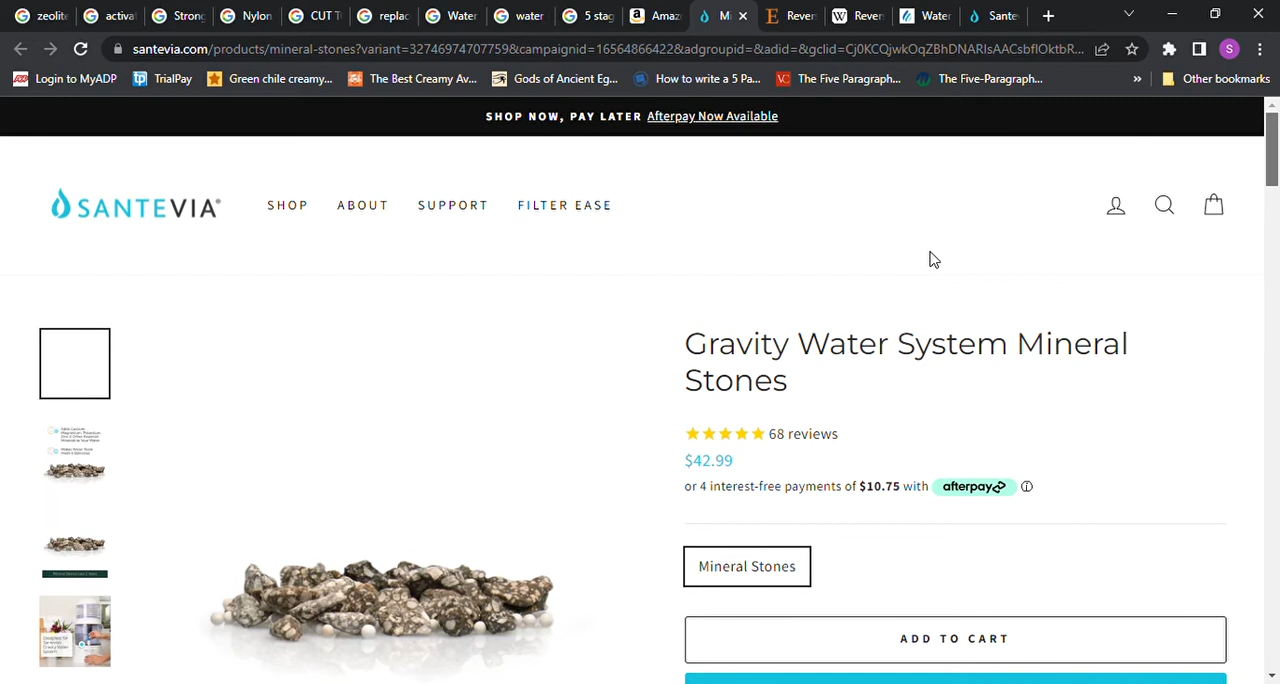 zeolite
activat
Strong
Nylon
CUT T
replac
Water
water
5 stag
Amaz
Mi
Rever
Rever
Water
Sante
santevia.com/products/mineral-stones?variant=32746974707759&campaignid=16564866422&adgroupid=&adid=&gclid=Cj0KCQjwkOqZBhDNARIsAACsbflOktbR...
Login to MyADP
TrialPay
Green chile creamy...
The Best Creamy Av...
Gods of Ancient Eg...
How to write a 5 Pa...
The Five Paragraph...
The Five-Paragraph...
»
Other bookmarks
SHOP NOW, PAY LATER Afterpay Now Available
SANTEVIA®
SHOP
ABOUT
SUPPORT
FILTER EASE
Gravity Water System Mineral
Stones
68 reviews
$42.99
or 4 interest-free payments of $10.75 with afterpay
Mineral Stones
ADD TO CART